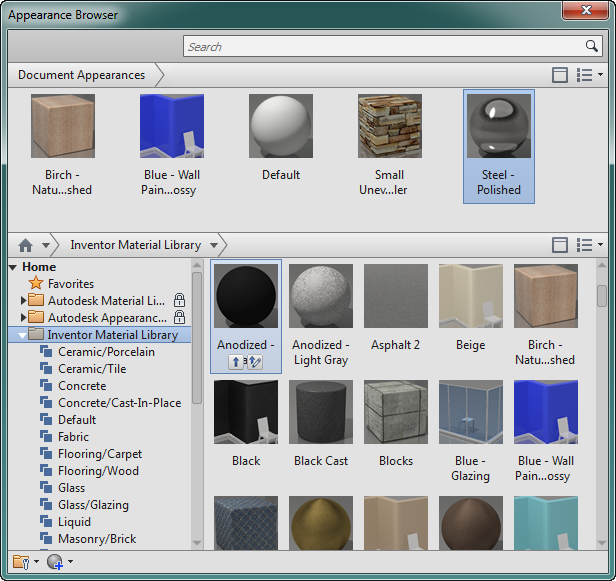 Appearance Browser
Search
Document Appearances
Birch -
Natu...shed
Blue - Wall
Pain...ossy
Default
Small
Unev...ler
Steel -
Polished
Inventor Material Library
Home
Favorites
Autodesk Material Li...
Autodesk Appearanc...
Inventor Material Library
Ceramic/Porcelain
Ceramic/Tile
Concrete
Concrete/Cast-In-Place
Default
Fabric
Flooring/Carpet
Flooring/Wood
Glass
Glass/Glazing
Liquid
Masonry/Brick
Anodized -
Anodized -
Light Gray
Asphalt 2
Beige
Birch -
Natu...shed
Black
Black Cast
Blocks
Blue -
Glazing
Blue - Wall
Pain...ossy